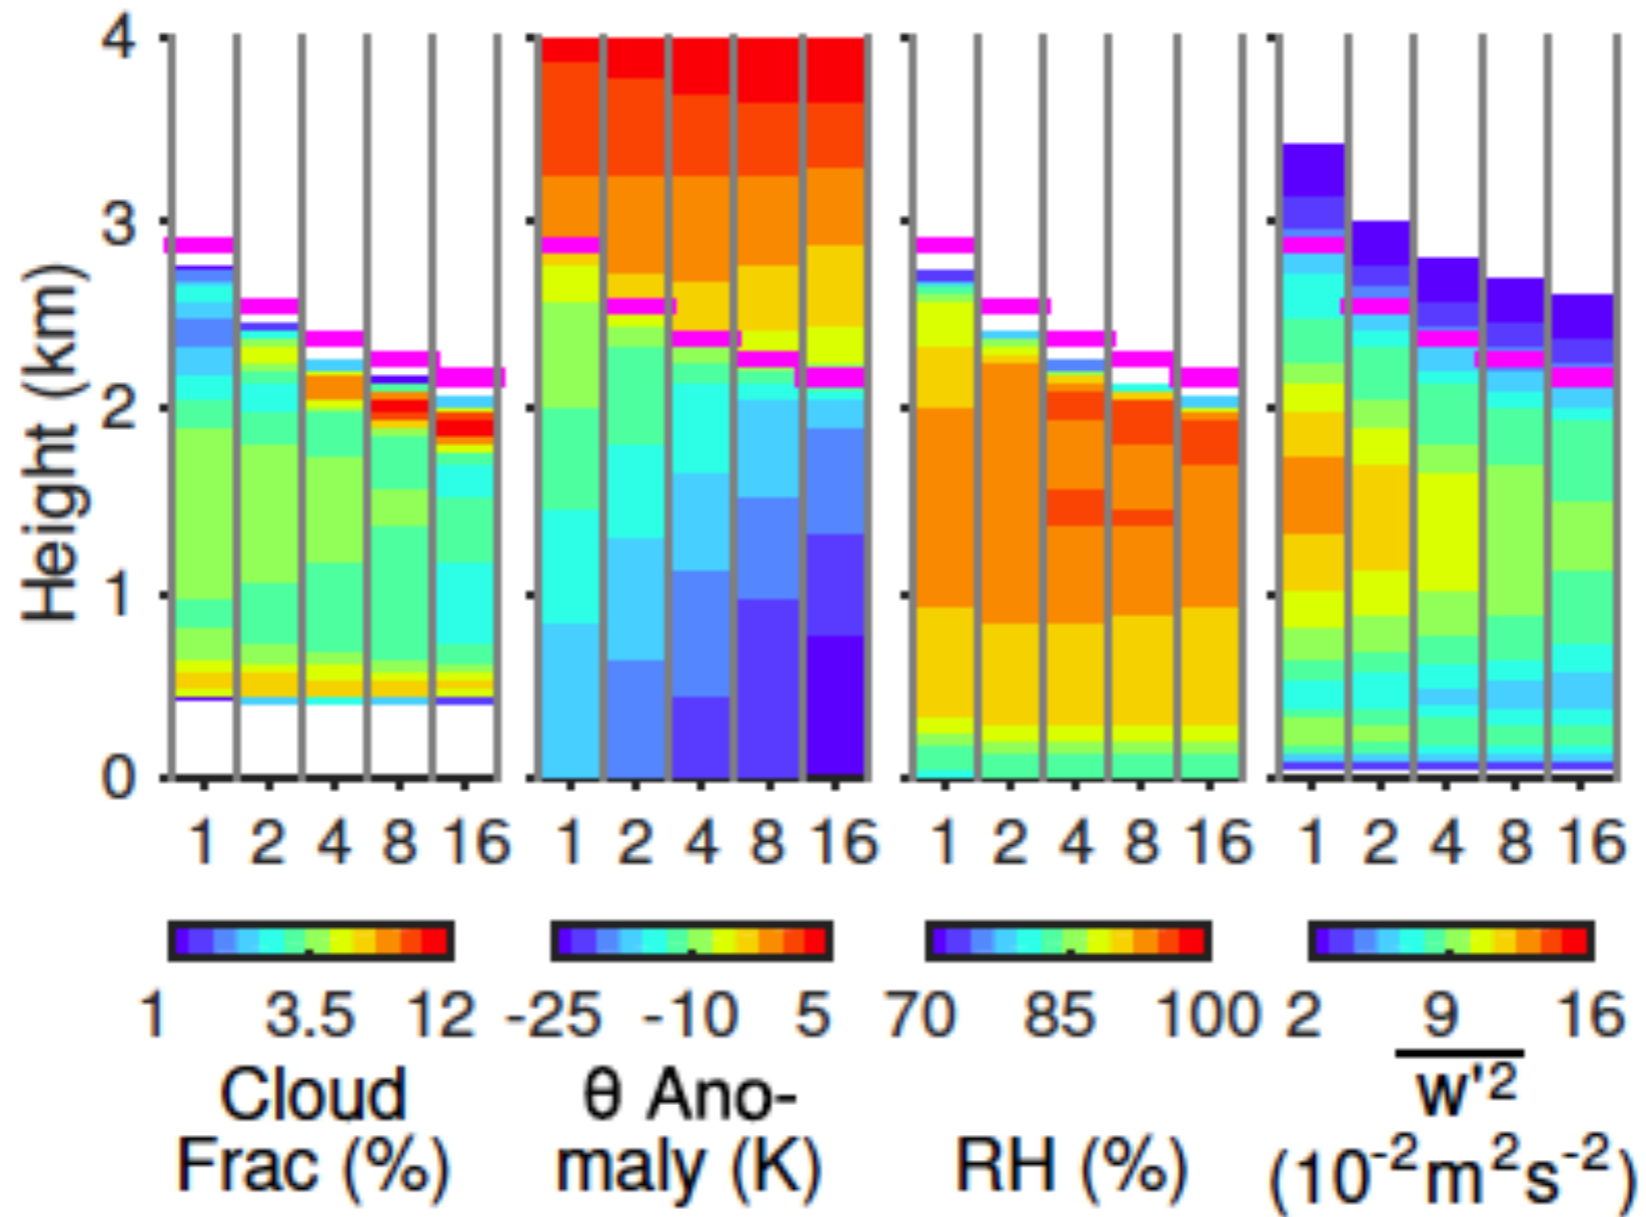 Height (km)
4
3
2
1
0
1 2 4 8 16 1 2 4 8 16 1 2 4 8 16 1 2 4 8 16
1 3.5 12 -25 -10 5 70 85 100 2 9 16
Cloud
Frac (%)
θ Ano-
maly (K)
RH (%)
w'²
(10⁻²m²s⁻²)